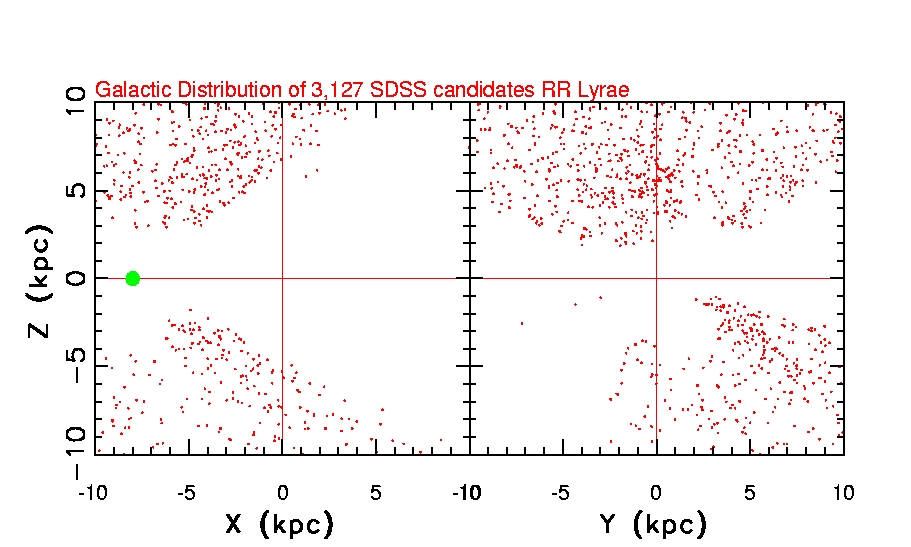 Galactic Distribution of 3,127 SDSS candidates RR Lyrae
10
5
0
−5
−10
Z (kpc)
-10 -5 0 5 -10 -5 0 5 10
10
X (kpc) Y (kpc)